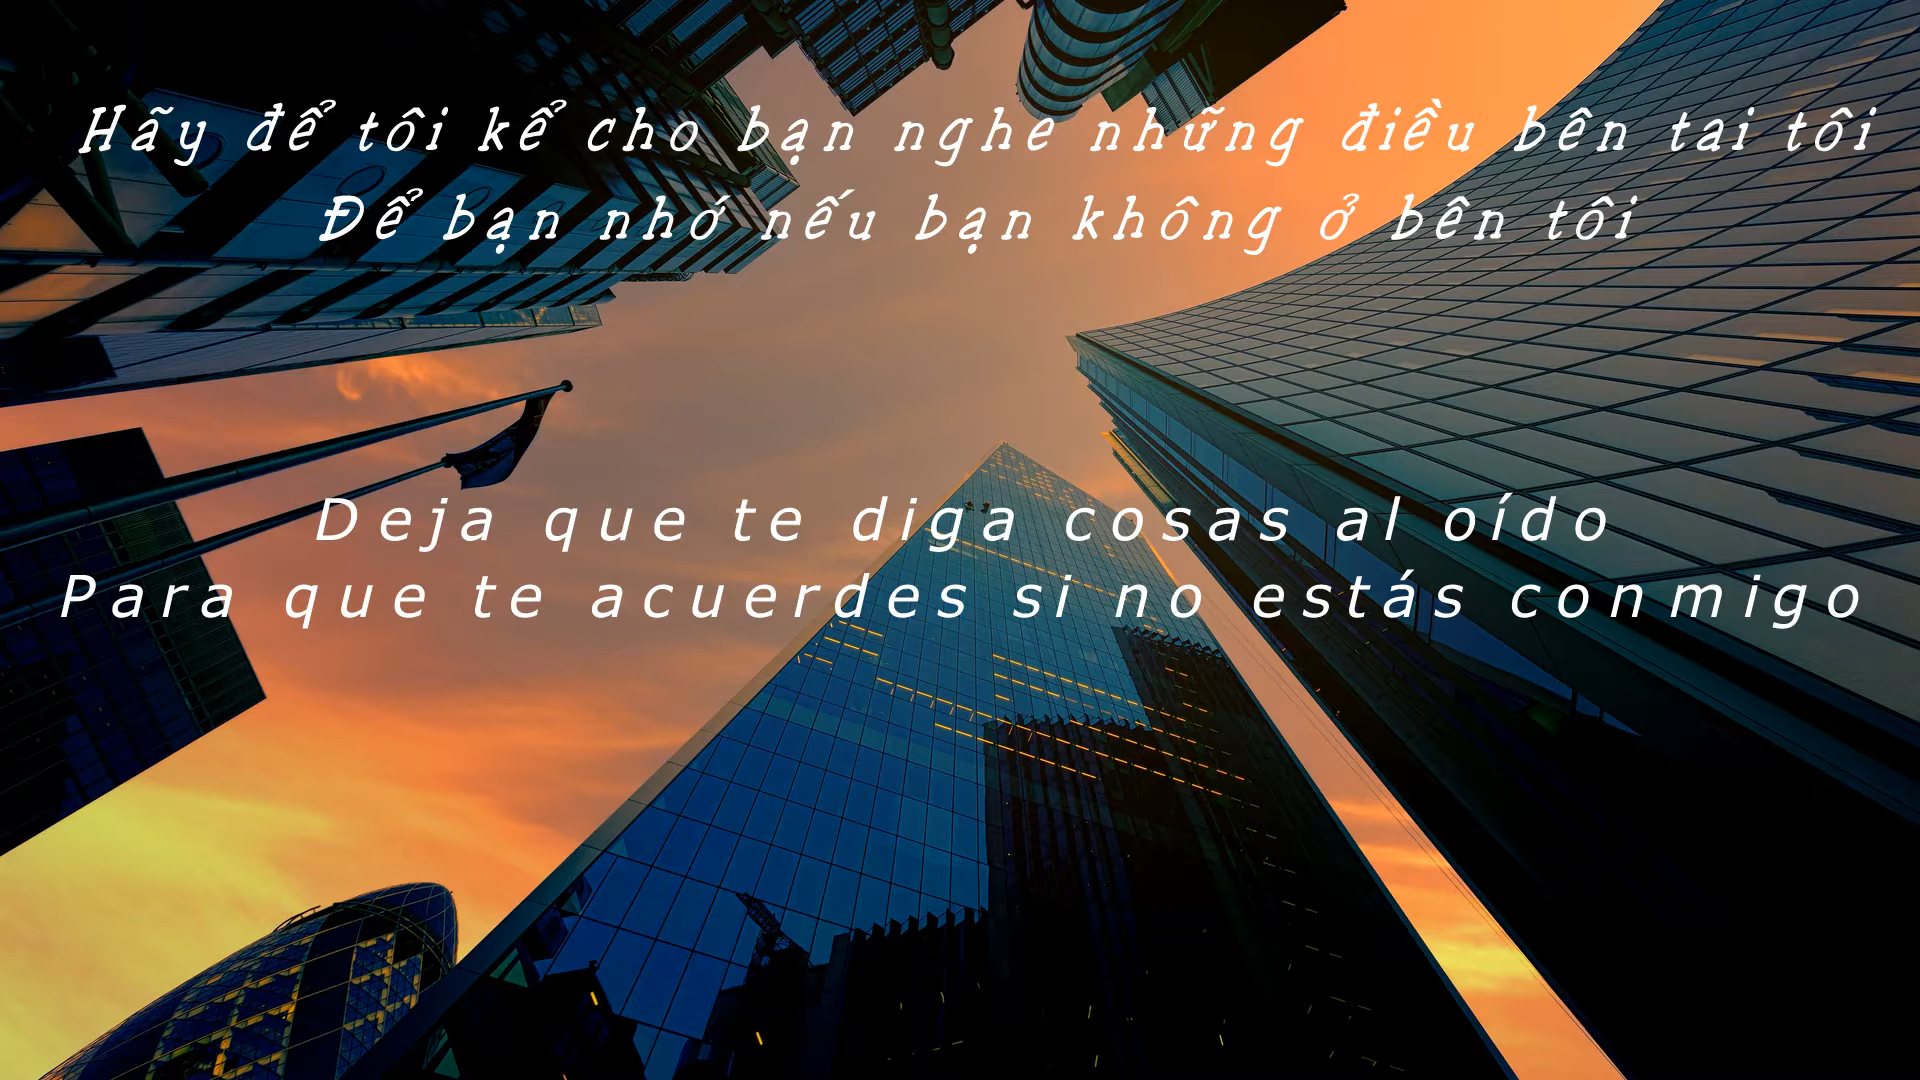 Hãy để tôi kể cho bạn nghe những điều bên tai tôi
Để bạn nhớ nếu bạn không ở bên tôi
Deja que te diga cosas al oído
Para que te acuerdes si no estás conmigo